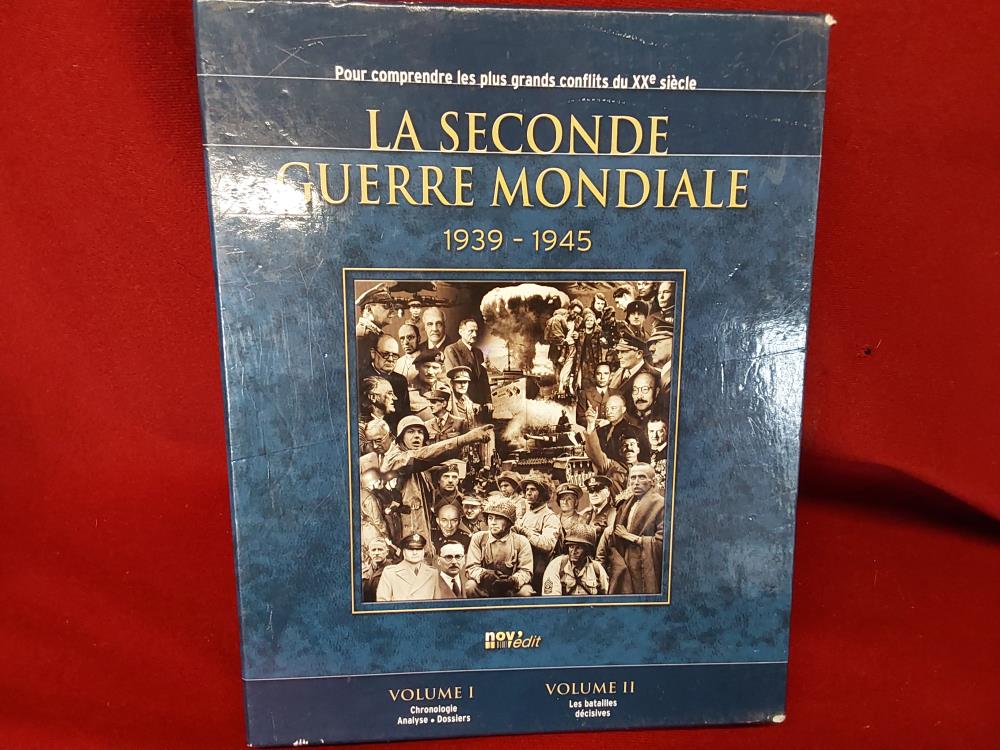 Pour comprendre les plus grands conflits du XXe siècle
LA SECONDE
GUERRE MONDIALE
1939 - 1945
nov'édit
VOLUME I
Chronologie
Analyse • Dossiers
VOLUME II
Les batailles
décisives